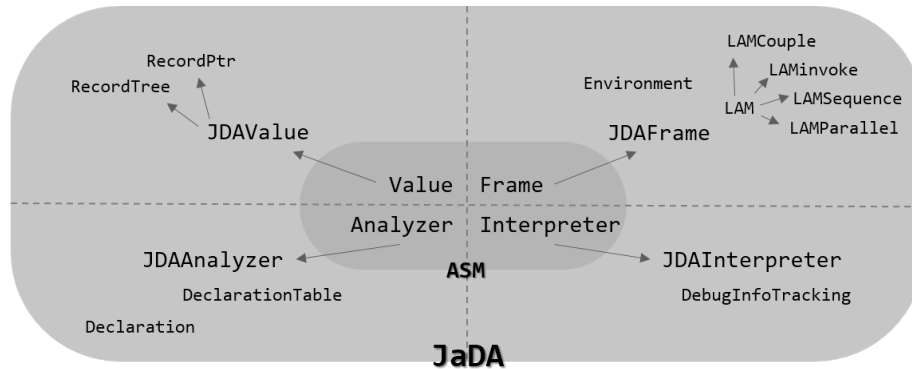 LAMCouple
RecordPtr
LAMinvoke
RecordTree
Environment
LAMSequence
LAM
LAMParallel
JDAValue
JDAFrame
Value
Frame
Analyzer
Interpreter
JDAAnalyzer
ASM
JDAInterpreter
DeclarationTable
DebugInfoTracking
Declaration
JaDA